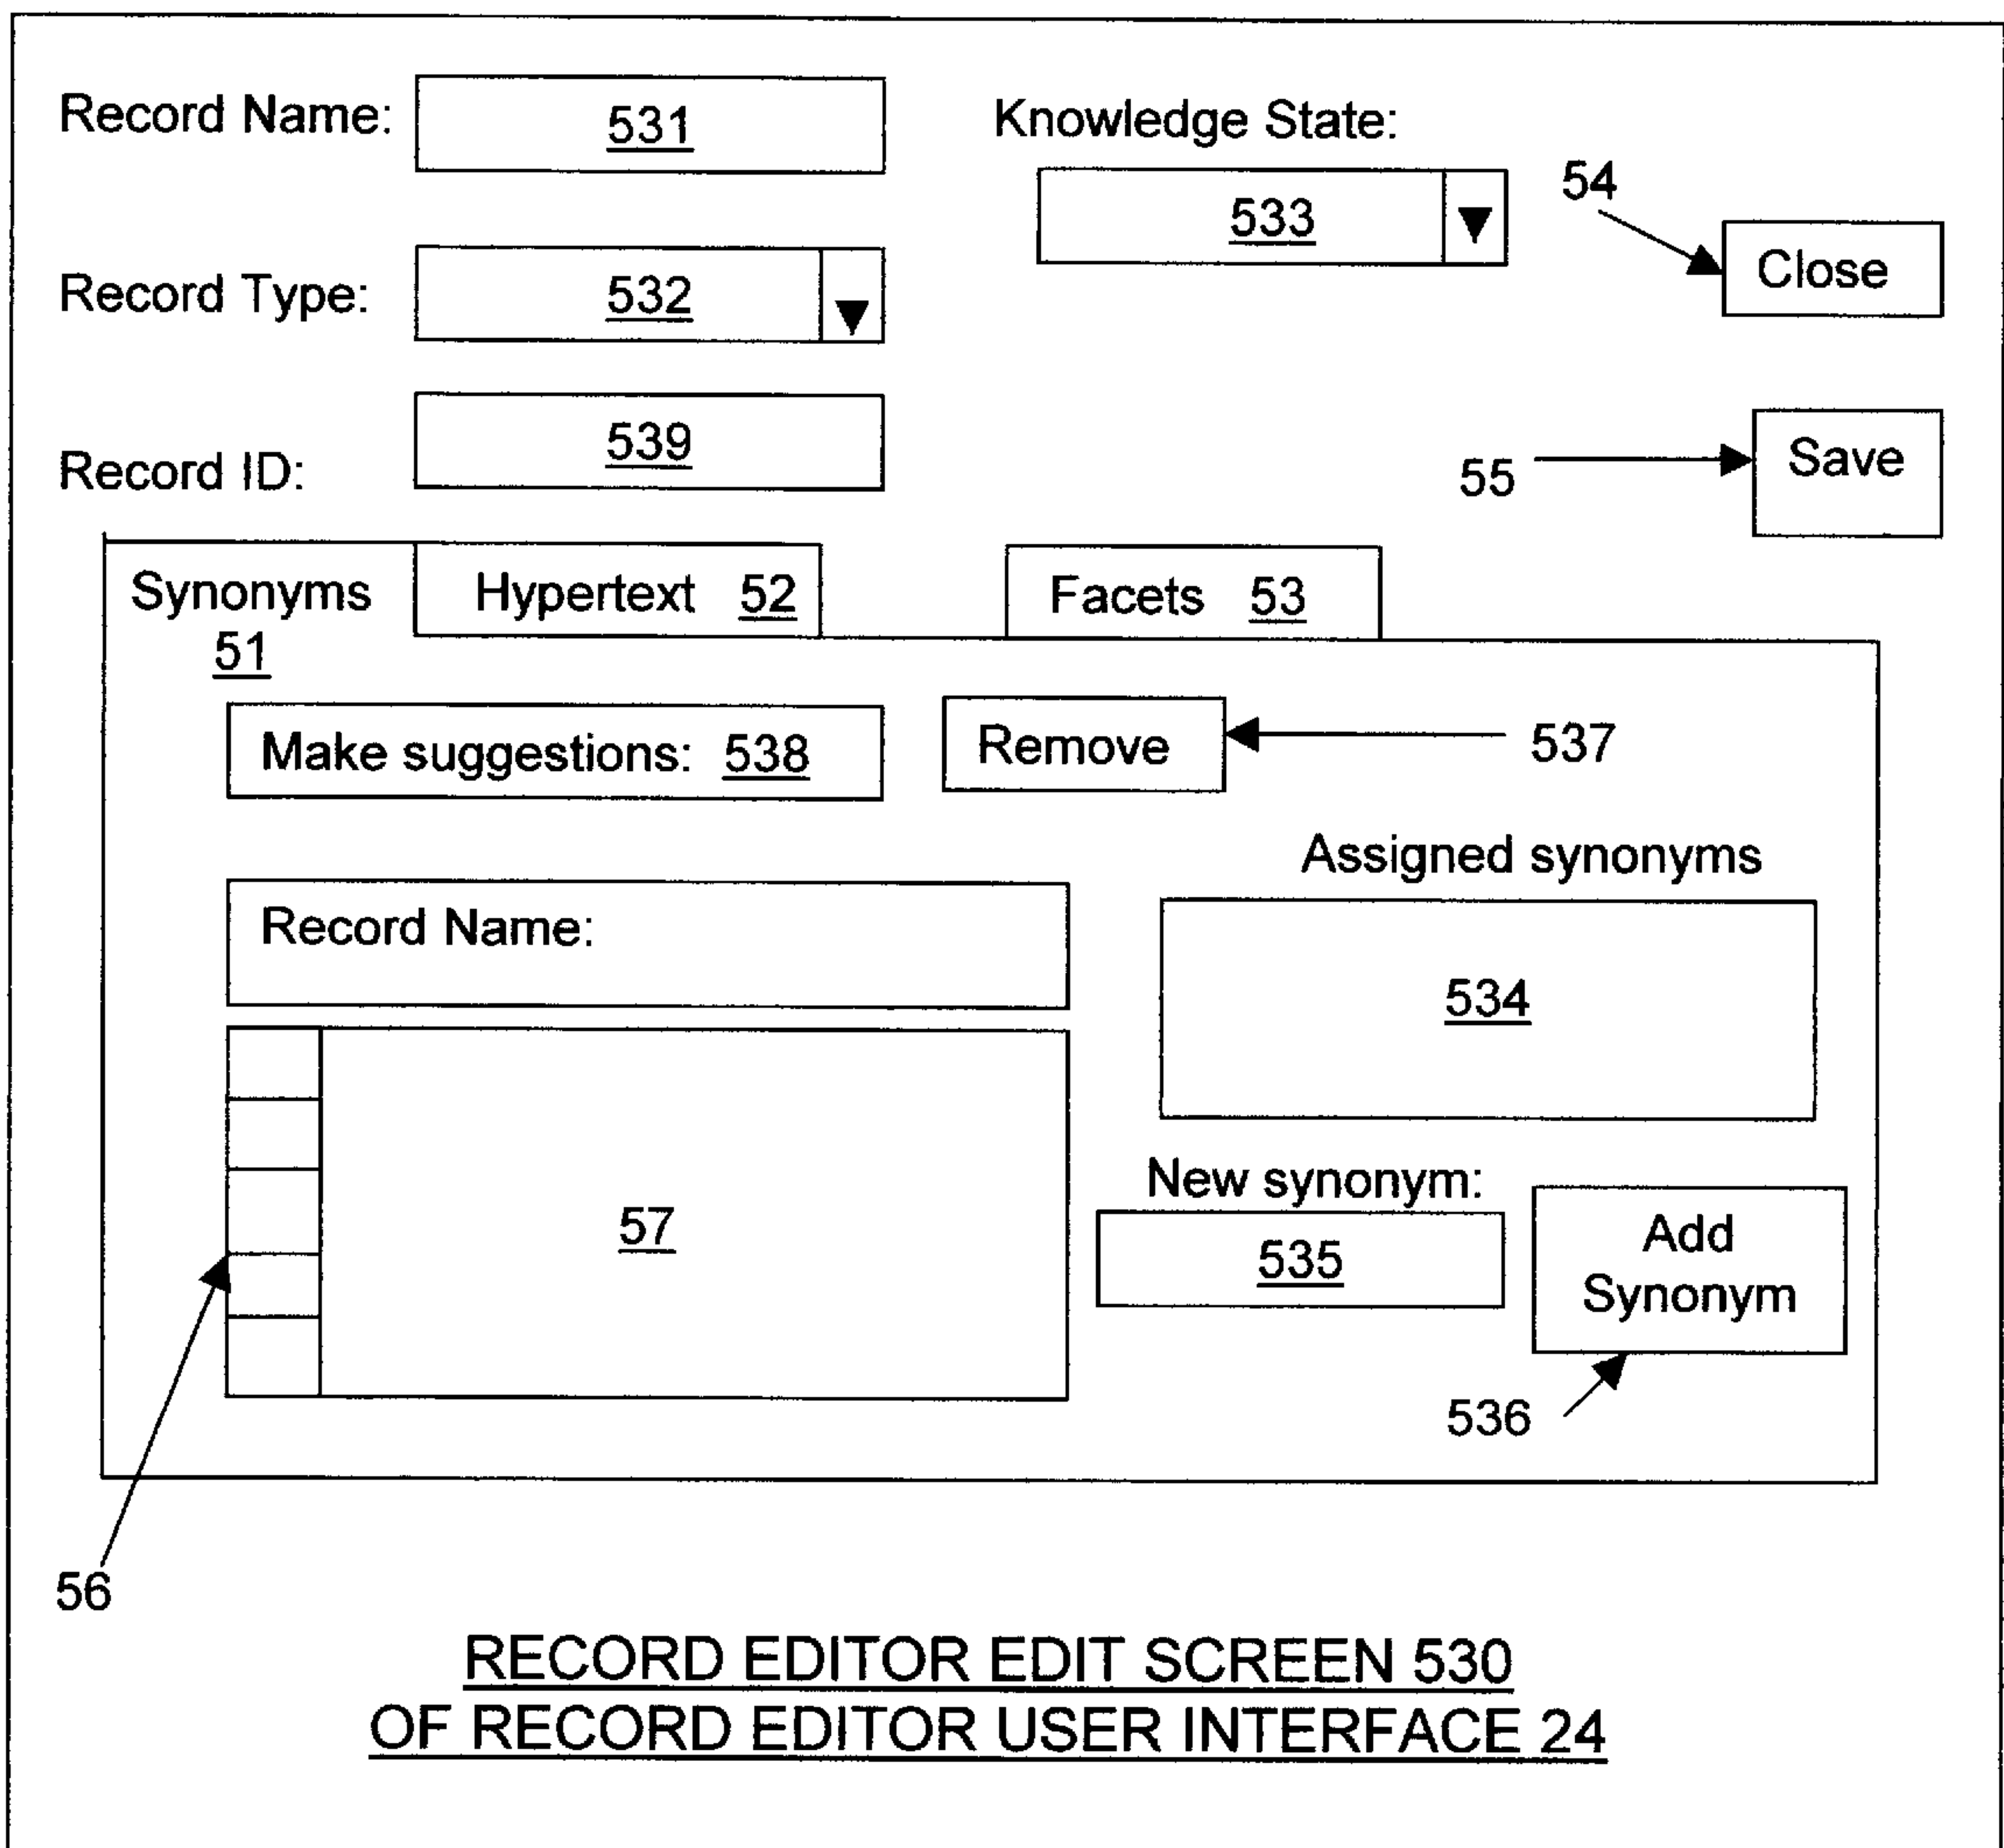 Record Name: 531
Knowledge State:
533
54
Close
Record Type: 532
Record ID: 539
55
Save
Synonyms
51
Hypertext 52
Facets 53
Make suggestions: 538
Remove
537
Assigned synonyms
Record Name:
534
57
New synonym:
535
Add
Synonym
536
56
RECORD EDITOR EDIT SCREEN 530
OF RECORD EDITOR USER INTERFACE 24